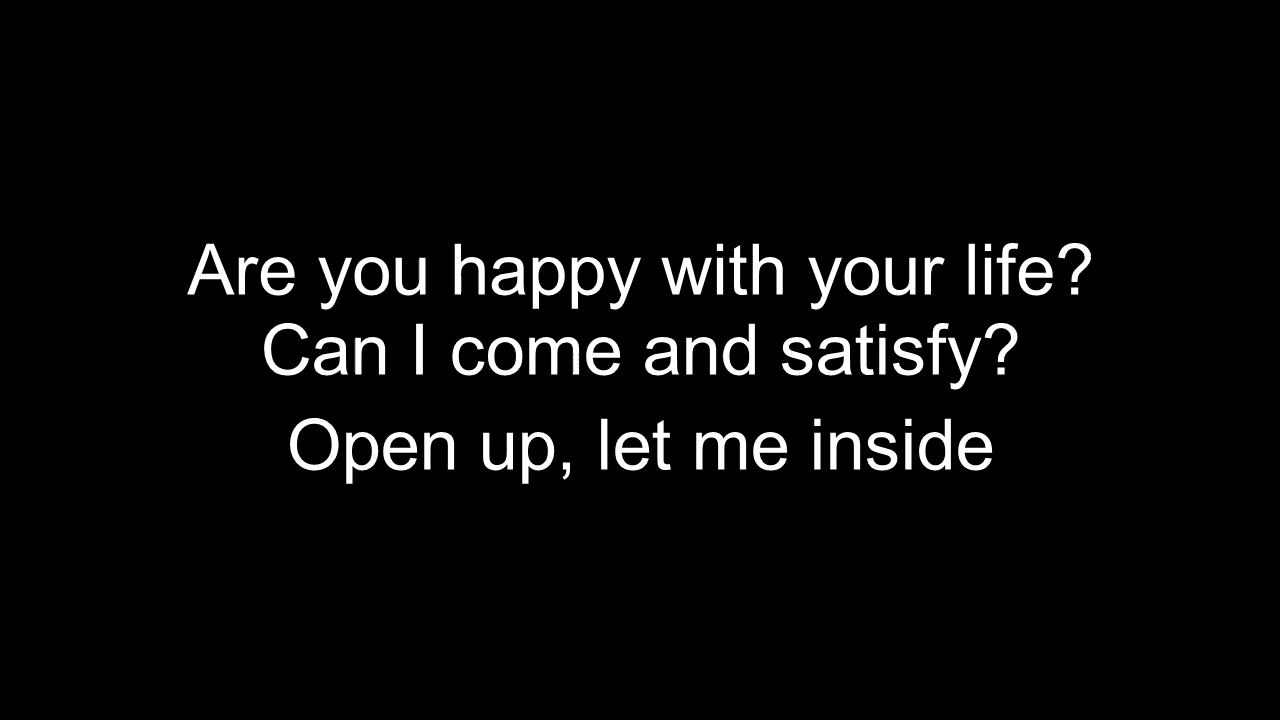 Are you happy with your life?
Can I come and satisfy?
Open up, let me inside